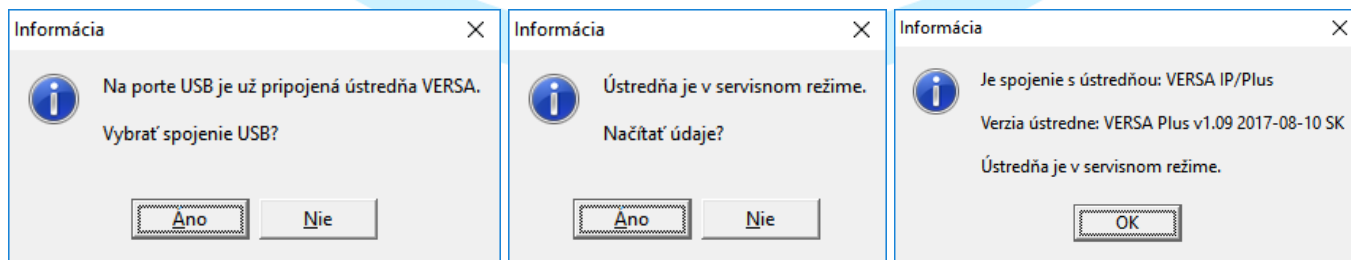 Informácia
Na porte USB je už pripojená ústredňa VERSA.
Vybrať spojenie USB?
Áno
Nie
Informácia
Ústredňa je v servisnom režime.
Načítať údaje?
Áno
Nie
Informácia
Je spojenie s ústredňou: VERSA IP/Plus
Verzia ústredne: VERSA Plus v1.09 2017-08-10 SK
Ústredňa je v servisnom režime.
OK